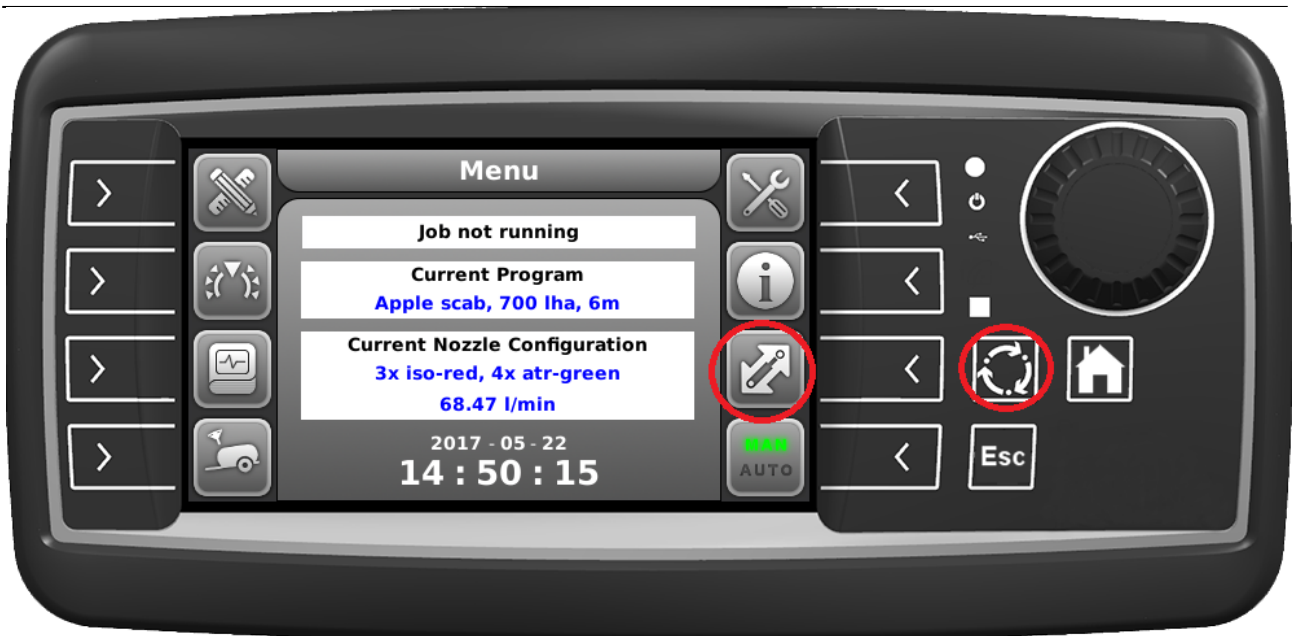 Menu
Job not running
Current Program
Apple scab, 700 lha, 6m
Current Nozzle Configuration
3x iso-red, 4x atr-green
68.47 l/min
2017 - 05 - 22
14 : 50 : 15
MAN
AUTO
Esc